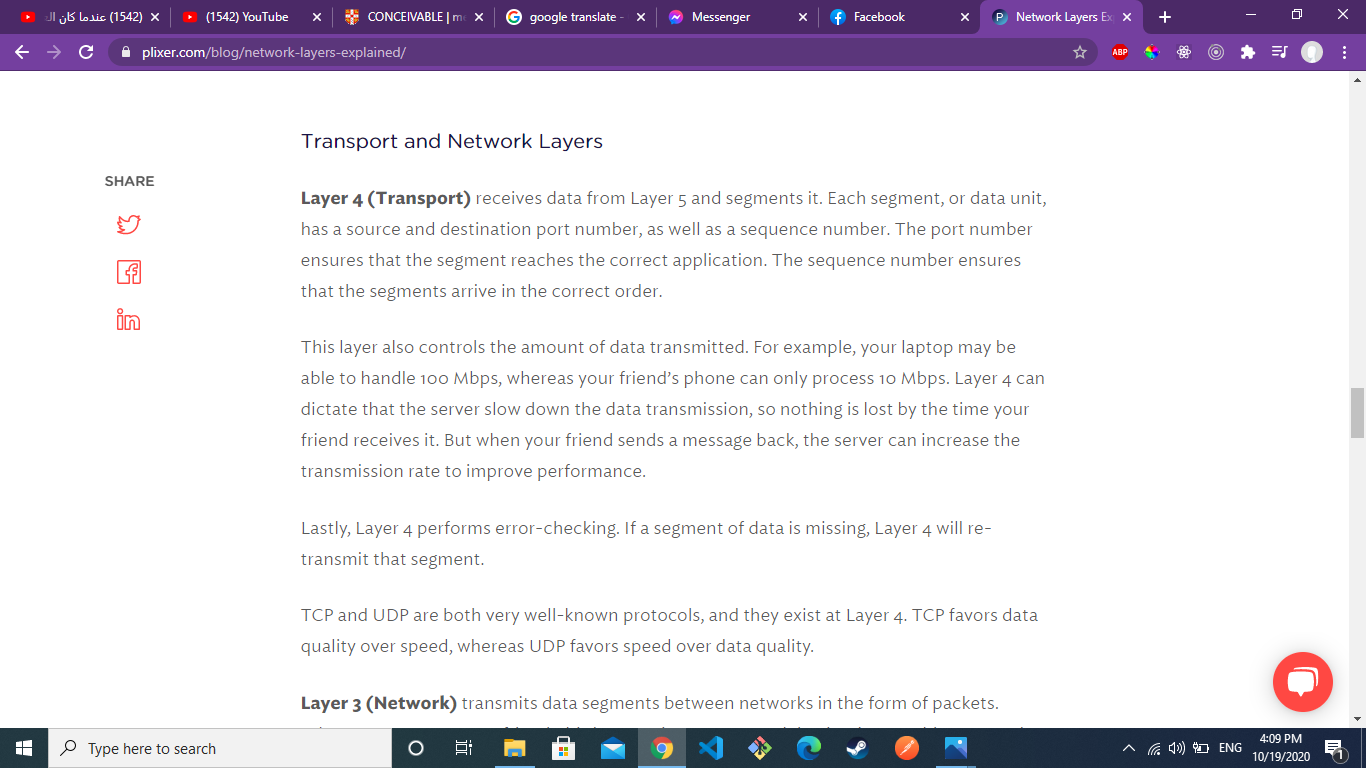 (1542) عندما كان ال
(1542) YouTube
CONCEIVABLE | m
google translate -
Messenger
Facebook
Network Layers Ex
plixer.com/blog/network-layers-explained/
ABP
Transport and Network Layers
SHARE
Layer 4 (Transport) receives data from Layer 5 and segments it. Each segment, or data unit,
has a source and destination port number, as well as a sequence number. The port number
ensures that the segment reaches the correct application. The sequence number ensures
that the segments arrive in the correct order.
This layer also controls the amount of data transmitted. For example, your laptop may be
able to handle 100 Mbps, whereas your friend’s phone can only process 10 Mbps. Layer 4 can
dictate that the server slow down the data transmission, so nothing is lost by the time your
friend receives it. But when your friend sends a message back, the server can increase the
transmission rate to improve performance.
Lastly, Layer 4 performs error-checking. If a segment of data is missing, Layer 4 will re-
transmit that segment.
TCP and UDP are both very well-known protocols, and they exist at Layer 4. TCP favors data
quality over speed, whereas UDP favors speed over data quality.
Layer 3 (Network) transmits data segments between networks in the form of packets.
Type here to search
ENG
4:09 PM
10/19/2020
1